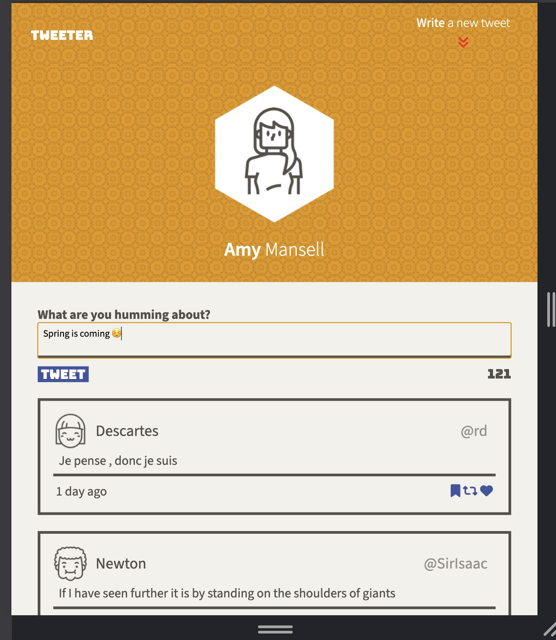 TWEETER
Write a new tweet
Amy Mansell
What are you humming about?
Spring is coming 😊
TWEET
121
Descartes
@rd
Je pense , donc je suis
1 day ago
Newton
@SirIsaac
If I have seen further it is by standing on the shoulders of giants